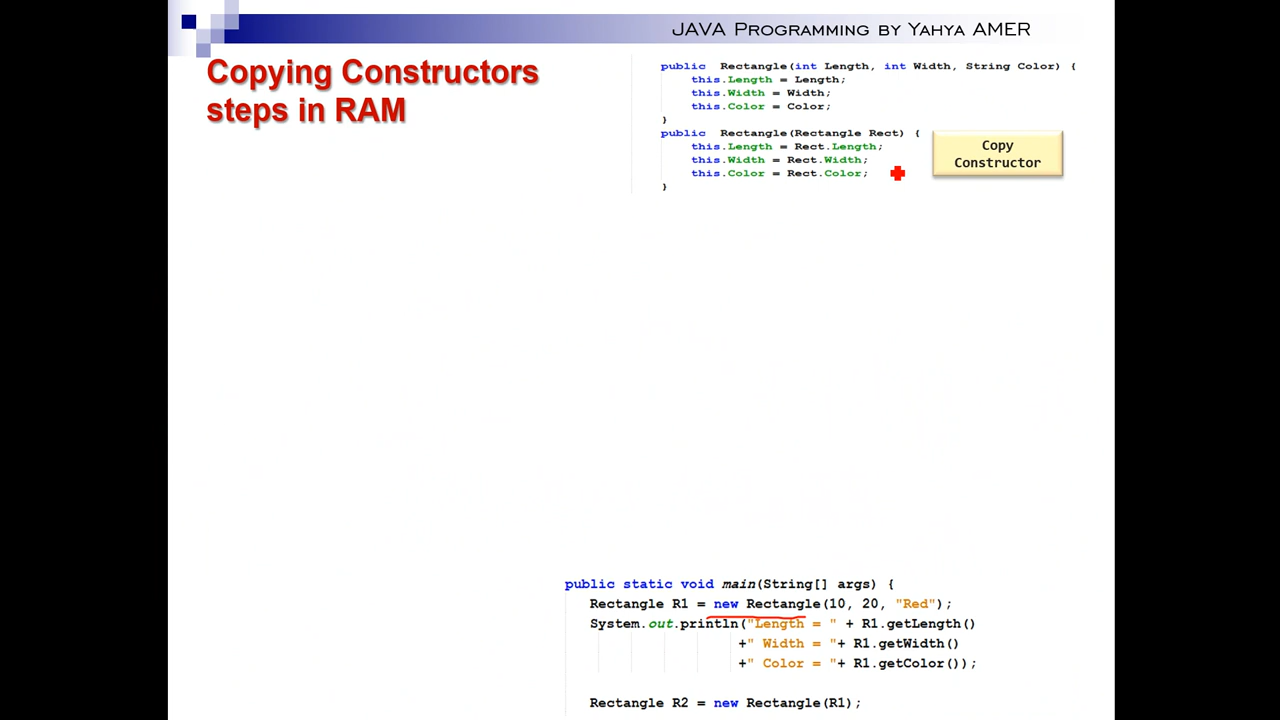 JAVA Programming by Yahya AMER
Copying Constructors
steps in RAM
public Rectangle(int Length, int Width, String Color) {
this.Length = Length;
this.Width = Width;
this.Color = Color;
}
public Rectangle(Rectangle Rect) {
this.Length = Rect.Length;
this.Width = Rect.Width;
this.Color = Rect.Color;
}
Copy
Constructor
public static void main(String[] args) {
Rectangle R1 = new Rectangle(10, 20, "Red");
System.out.println("Length = " + R1.getLength()
+" Width = "+ R1.getWidth()
+" Color = "+ R1.getColor());
Rectangle R2 = new Rectangle(R1);